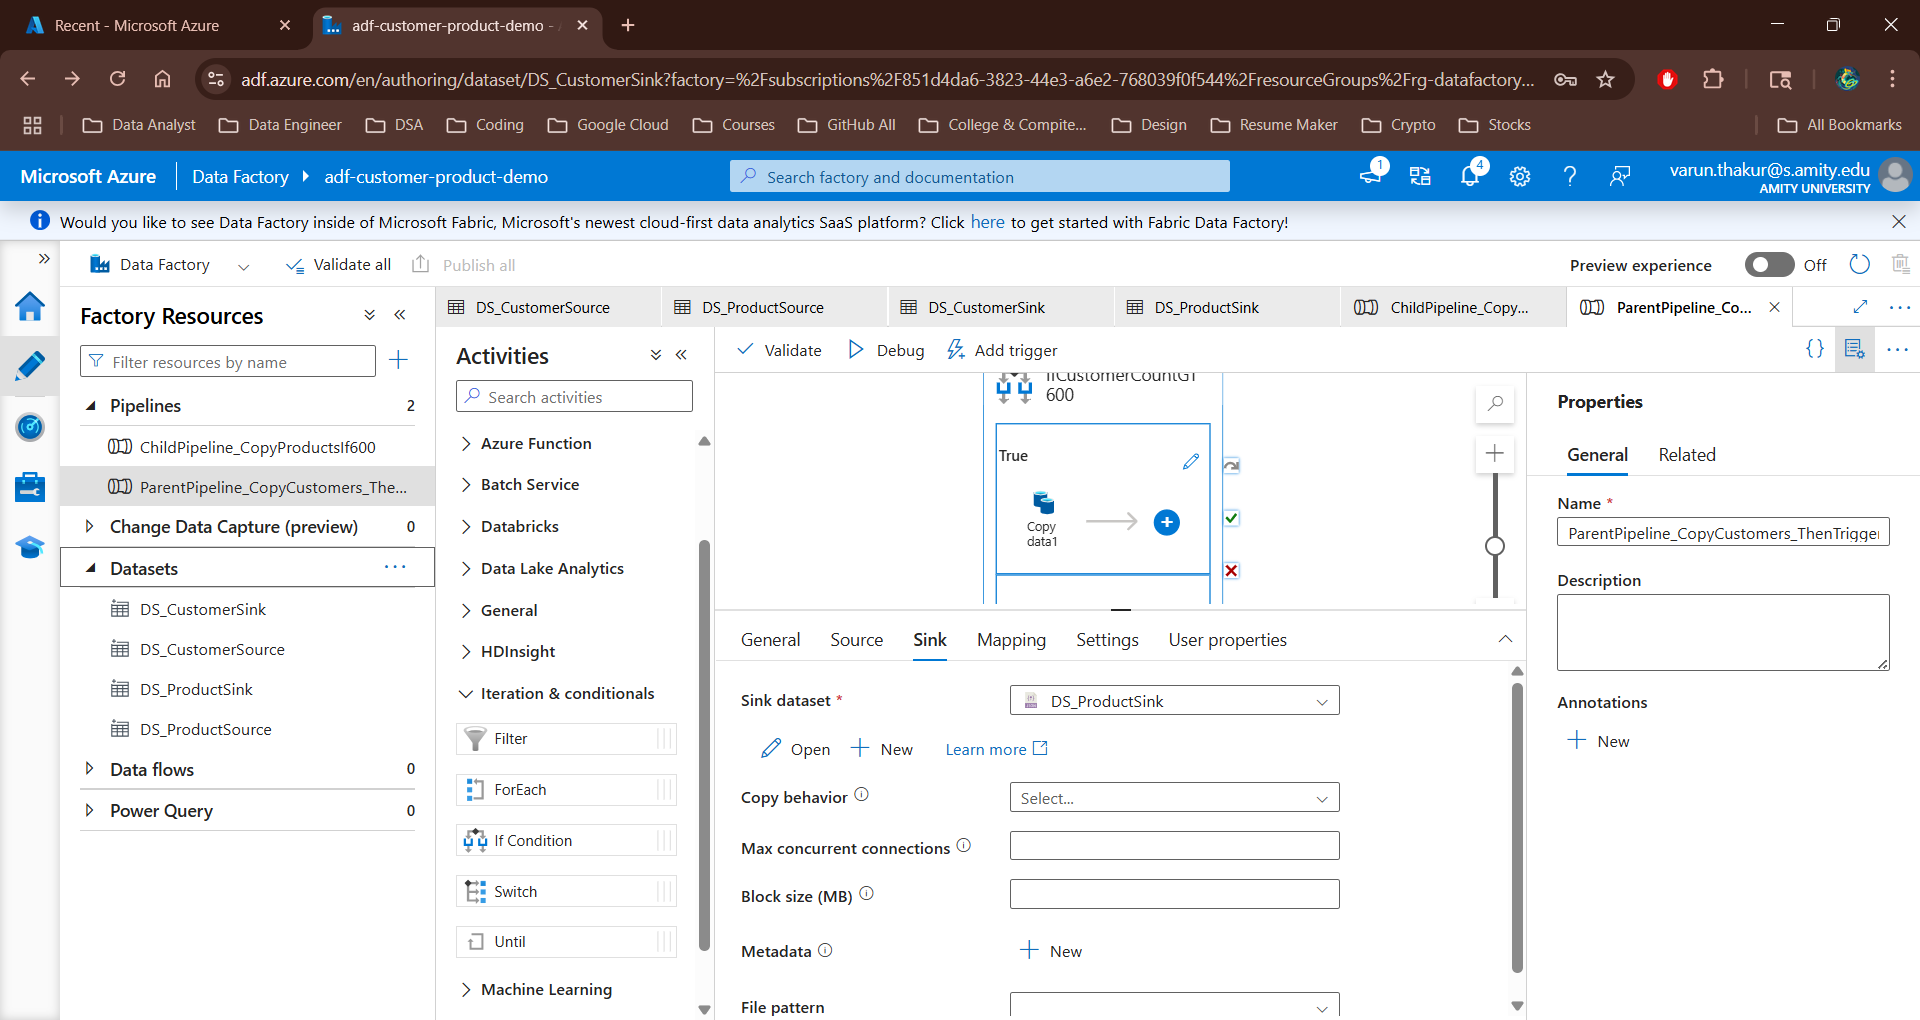 Recent - Microsoft Azure
adf-customer-product-demo -
adf.azure.com/en/authoring/dataset/DS_CustomerSink?factory=%2Fsubscriptions%2F851d4da6-3823-44e3-a6e2-768039f0f544%2FresourceGroups%2Frg-datafactory...
Data Analyst
Data Engineer
DSA
Coding
Google Cloud
Courses
GitHub All
College & Compite...
Design
Resume Maker
Crypto
Stocks
All Bookmarks
Microsoft Azure
Data Factory
adf-customer-product-demo
Search factory and documentation
1
4
varun.thakur@s.amity.edu
AMITY UNIVERSITY
Would you like to see Data Factory inside of Microsoft Fabric, Microsoft's newest cloud-first data analytics SaaS platform? Click here to get started with Fabric Data Factory!
Data Factory
Validate all
Publish all
Preview experience
Off
Factory Resources
Filter resources by name
Pipelines
2
ChildPipeline_CopyProductsIf600
ParentPipeline_CopyCustomers_The...
Change Data Capture (preview)
0
Datasets
DS_CustomerSink
DS_CustomerSource
DS_ProductSink
DS_ProductSource
Data flows
0
Power Query
0
DS_CustomerSource
DS_ProductSource
DS_CustomerSink
DS_ProductSink
ChildPipeline_Copy...
ParentPipeline_Co...
Activities
Search activities
Azure Function
Batch Service
Databricks
Data Lake Analytics
General
HDInsight
Iteration & conditionals
Filter
ForEach
If Condition
Switch
Until
Machine Learning
Validate
Debug
Add trigger
IfCustomerCountGT
600
True
Copy
data1
General
Source
Sink
Mapping
Settings
User properties
Sink dataset *
DS_ProductSink
Open
New
Learn more
Copy behavior
Select...
Max concurrent connections
Block size (MB)
Metadata
New
File pattern
Properties
General
Related
Name *
ParentPipeline_CopyCustomers_ThenTrigger
Description
Annotations
New